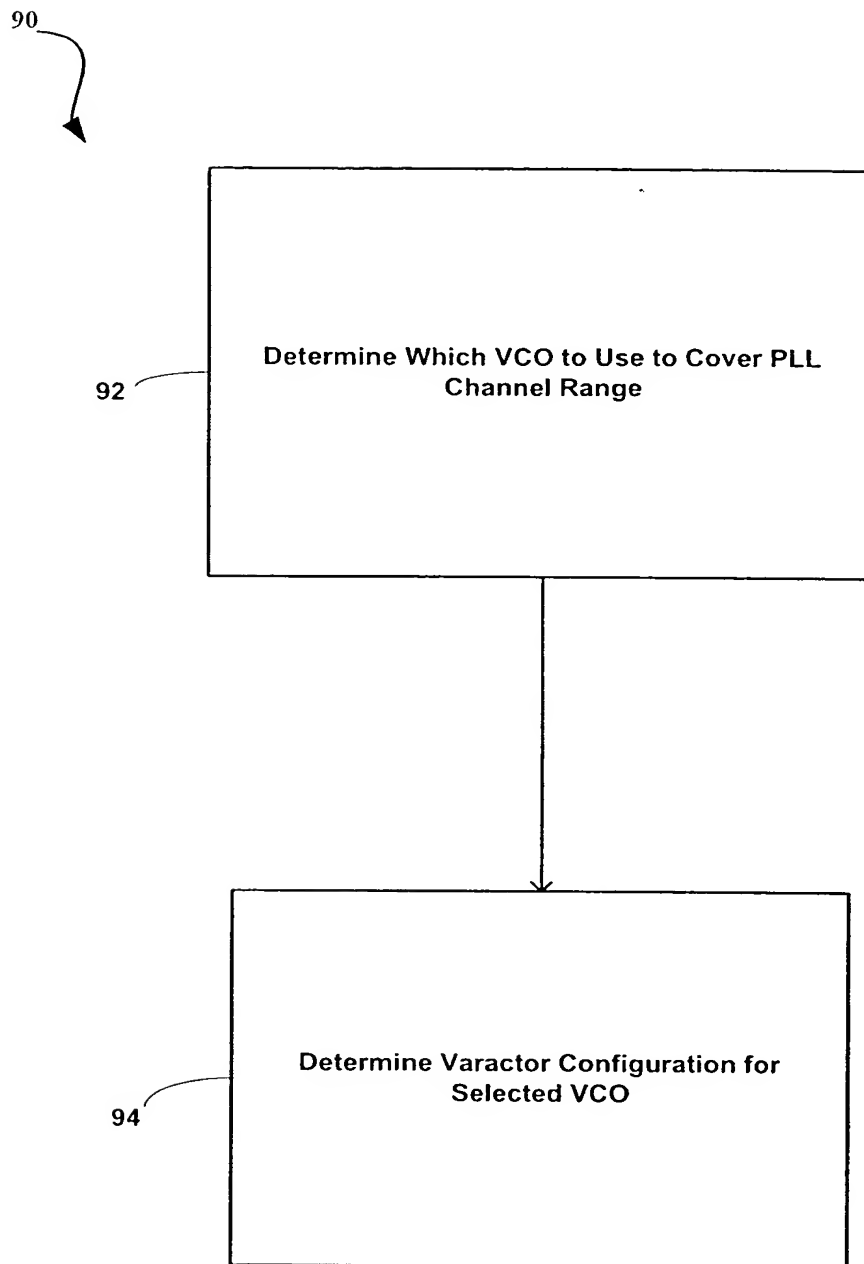 90
Determine Which VCO to Use to Cover PLL
Channel Range
92
Determine Varactor Configuration for
Selected VCO
94